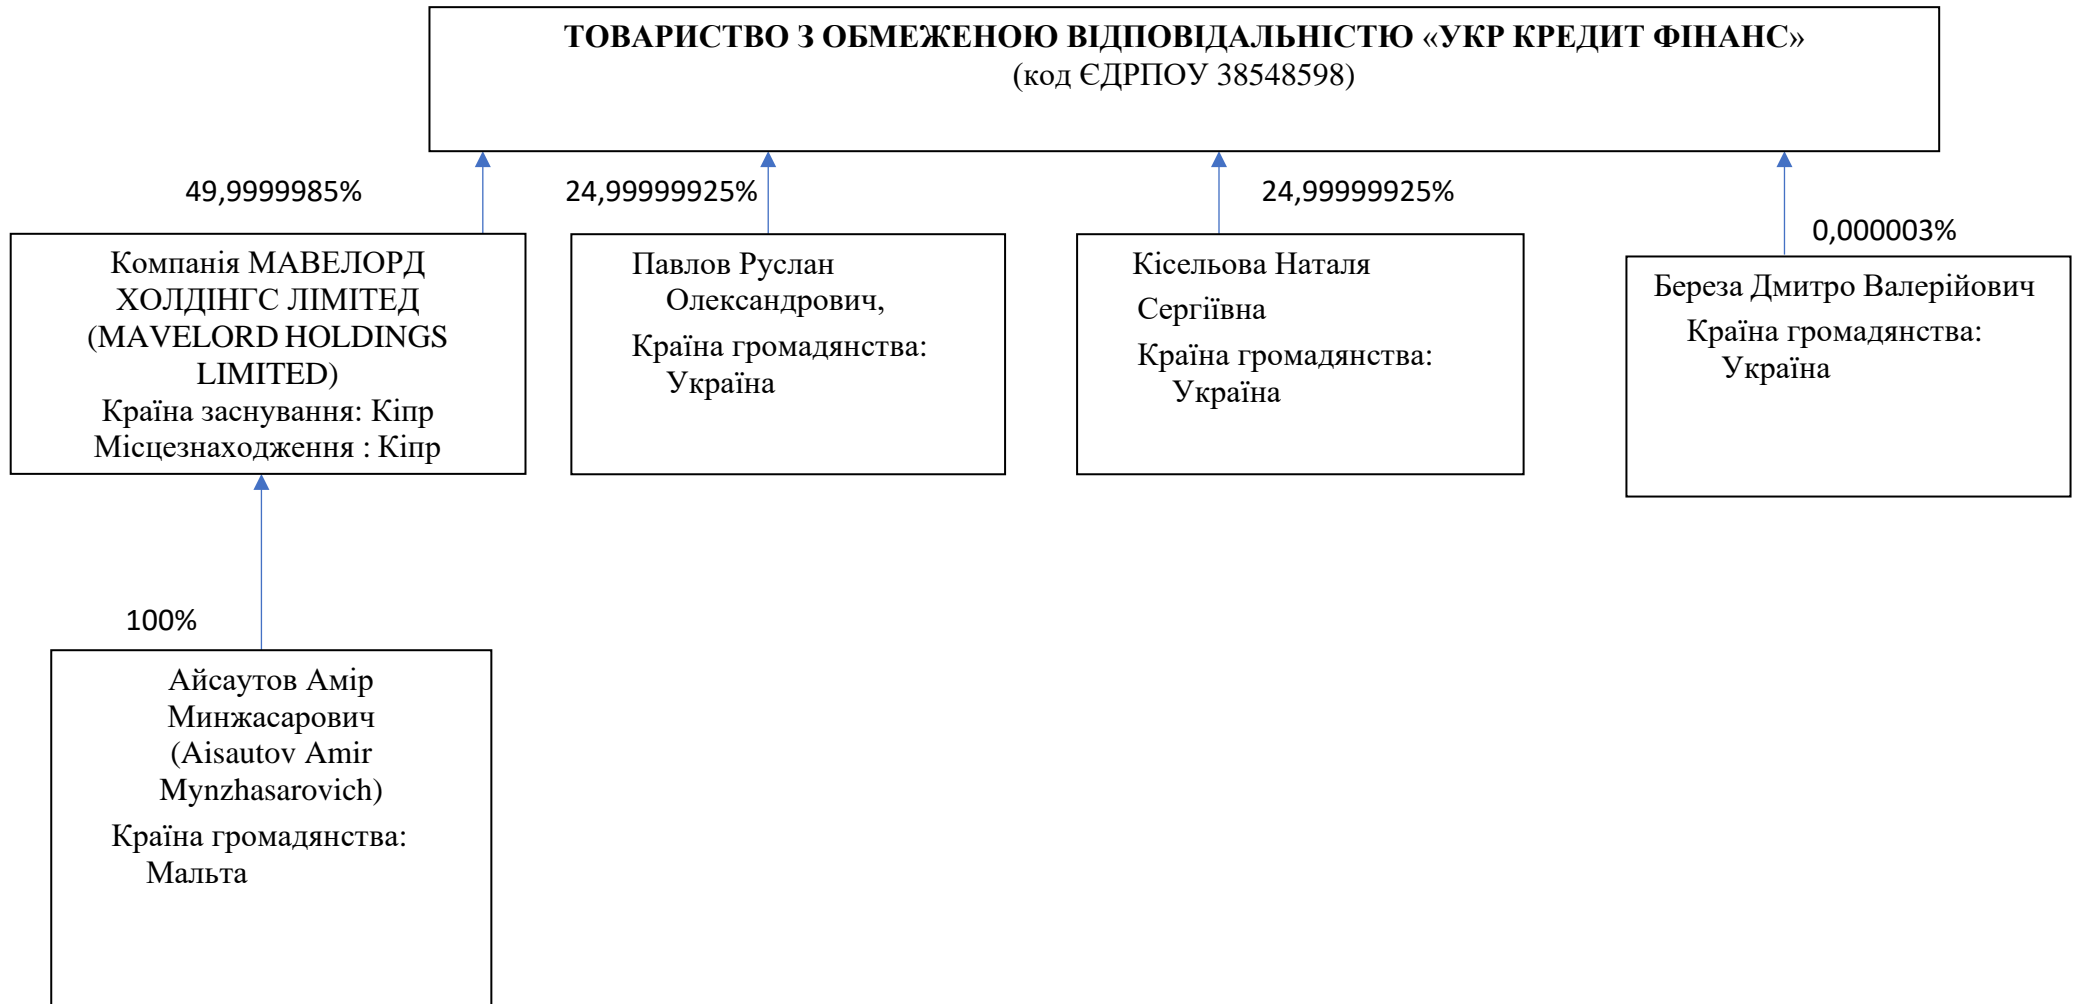 ТОВАРИСТВО З ОБМЕЖЕНОЮ ВІДПОВІДАЛЬНІСТЮ «УКР КРЕДИТ ФІНАНС»
(код ЄДРПОУ 38548598)
49,9999985%
24,99999925%
24,99999925%
0,000003%
Компанія МАВЕЛОРД
ХОЛДІНГС ЛІМІТЕД
(MAVELORD HOLDINGS
LIMITED)
Країна заснування: Кіпр
Місцезнаходження : Кіпр
Павлов Руслан
Олександрович,
Країна громадянства:
Україна
Кісельова Наталя
Сергіївна
Країна громадянства:
Україна
Береза Дмитро Валерійович
Країна громадянства:
Україна
100%
Айсаутов Амір
Минжасарович
(Aisautov Amir
Mynzhasarovich)
Країна громадянства:
Мальта